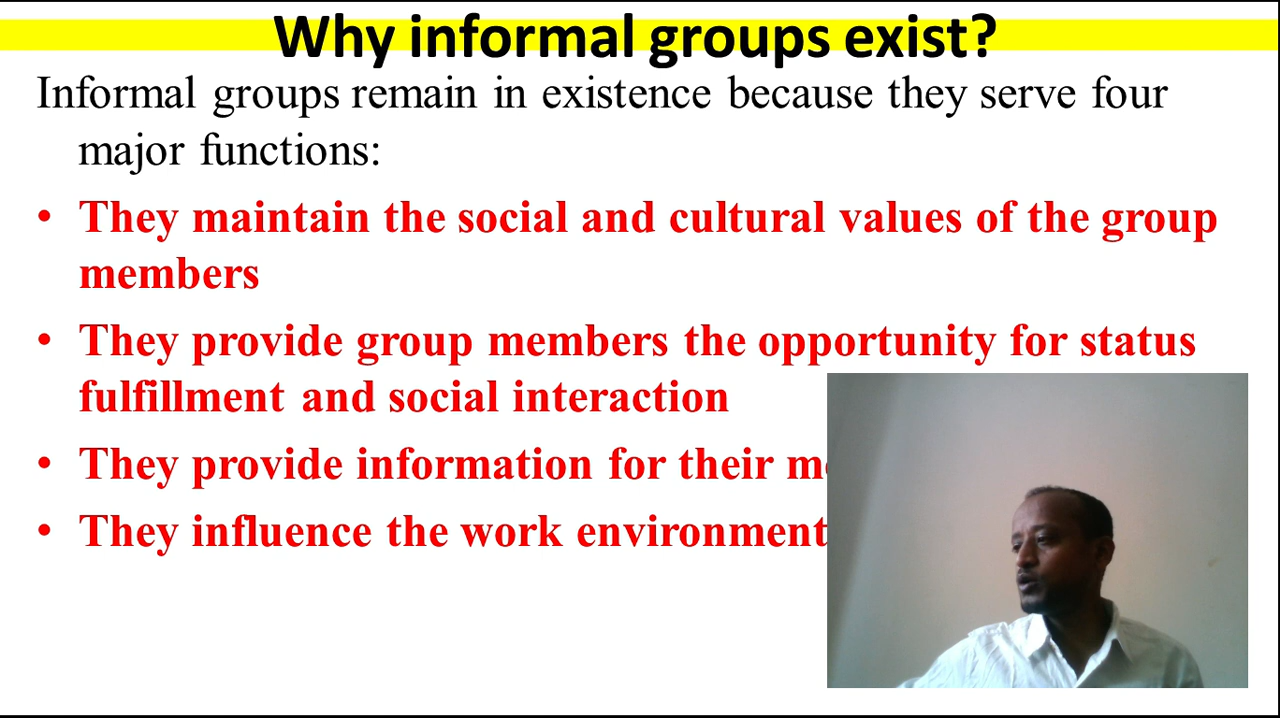 Why informal groups exist?
Informal groups remain in existence because they serve four
major functions:
• They maintain the social and cultural values of the group
members
• They provide group members the opportunity for status
fulfillment and social interaction
• They provide information for their
• They influence the work environment